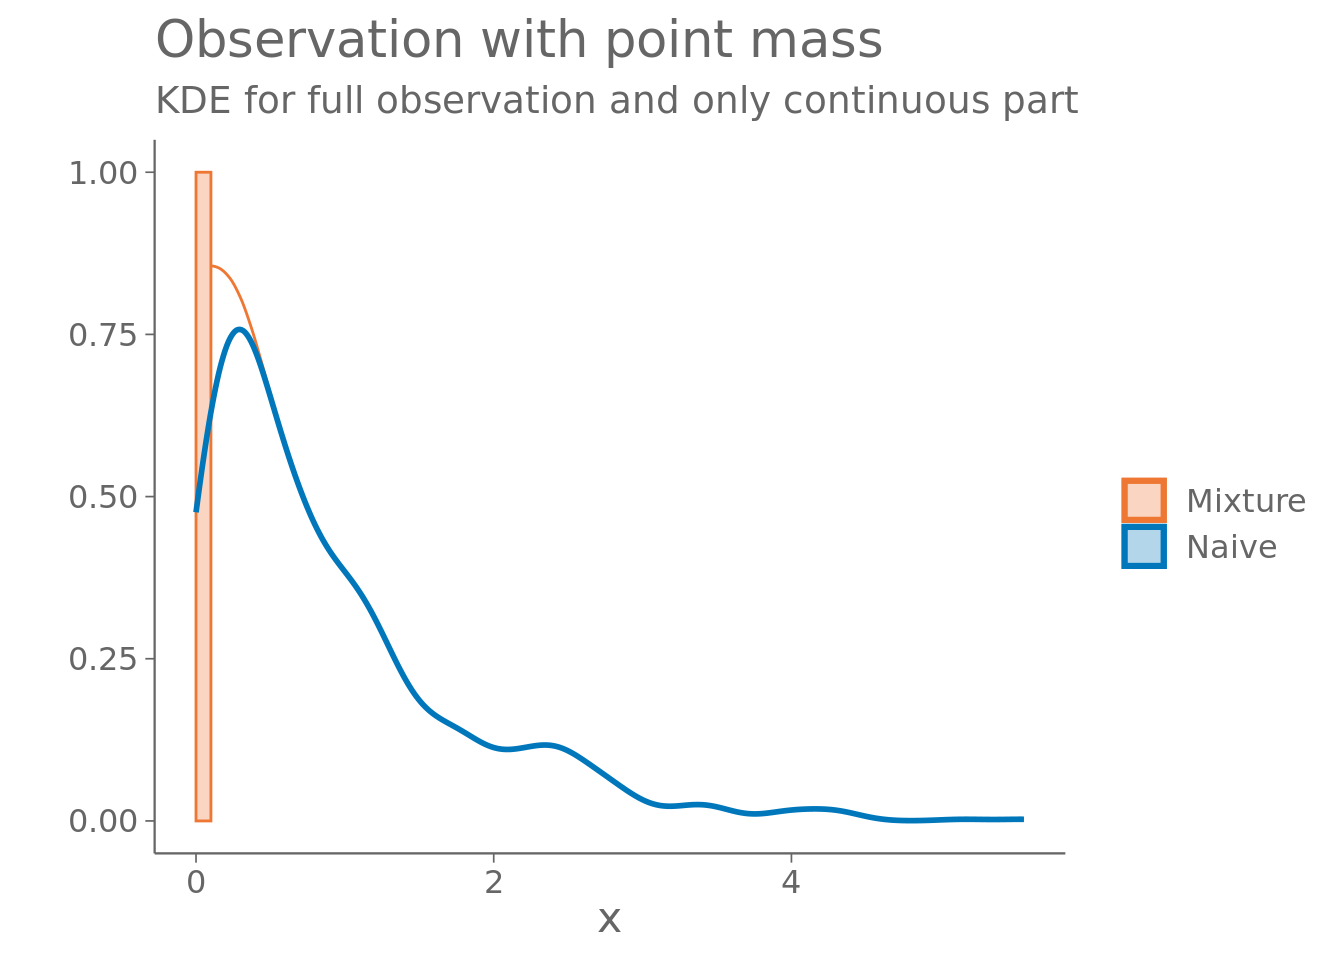 Observation with point mass
KDE for full observation and only continuous part
1.00
0.75
0.50
0.25
0.00
0
2
4
x
Mixture
Naive